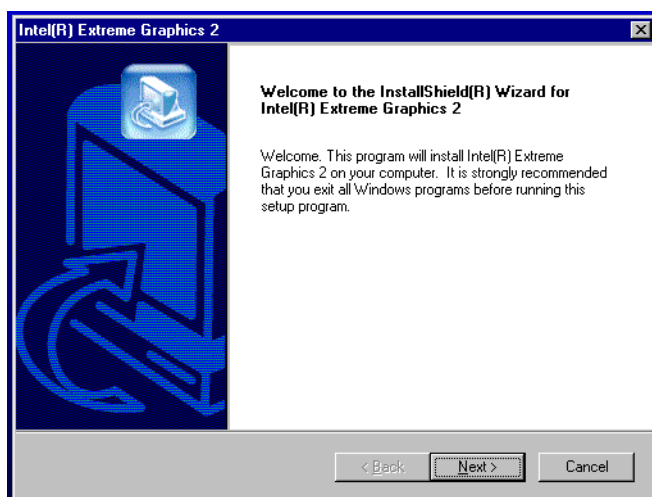 Intel(R) Extreme Graphics 2
Welcome to the InstallShield(R) Wizard for
Intel(R) Extreme Graphics 2
Welcome. This program will install Intel(R) Extreme
Graphics 2 on your computer. It is strongly recommended
that you exit all Windows programs before running this
setup program.
< Back
Next >
Cancel